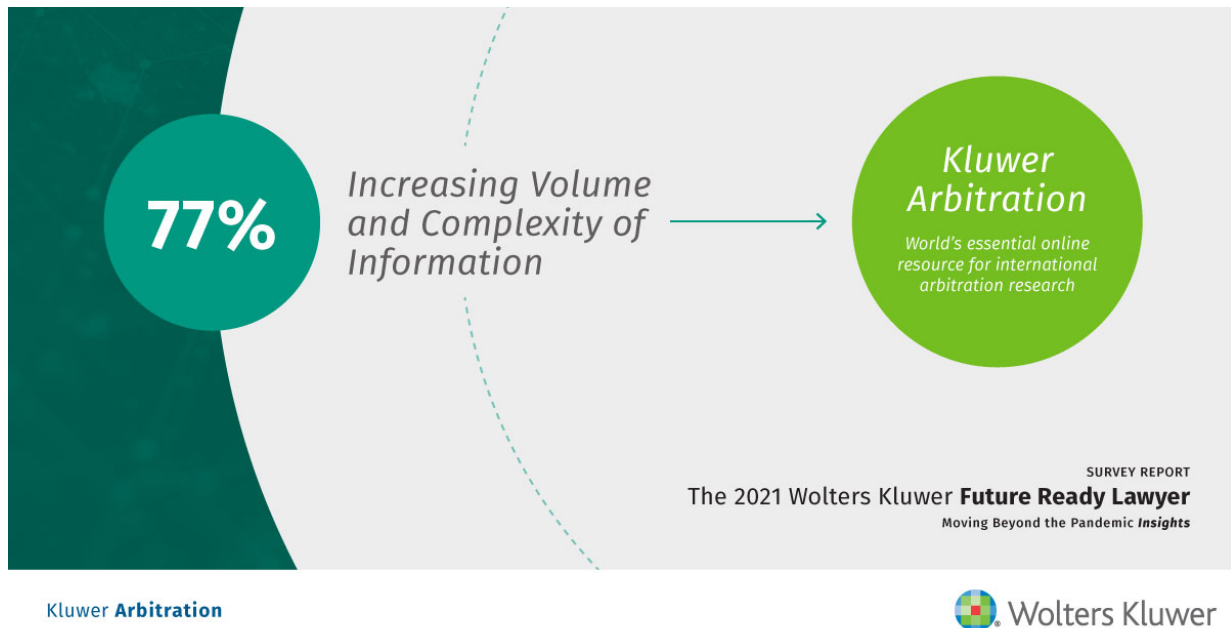 77%
Increasing Volume
and Complexity of
Information
Kluwer
Arbitration
World's essential online
resource for international
arbitration research
SURVEY REPORT
The 2021 Wolters Kluwer Future Ready Lawyer
Moving Beyond the Pandemic Insights
Kluwer Arbitration
Wolters Kluwer